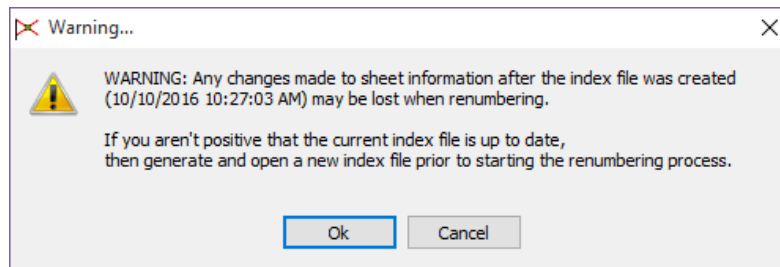 Warning...
WARNING: Any changes made to sheet information after the index file was created
(10/10/2016 10:27:03 AM) may be lost when renumbering.
If you aren't positive that the current index file is up to date,
then generate and open a new index file prior to starting the renumbering process.
Ok
Cancel